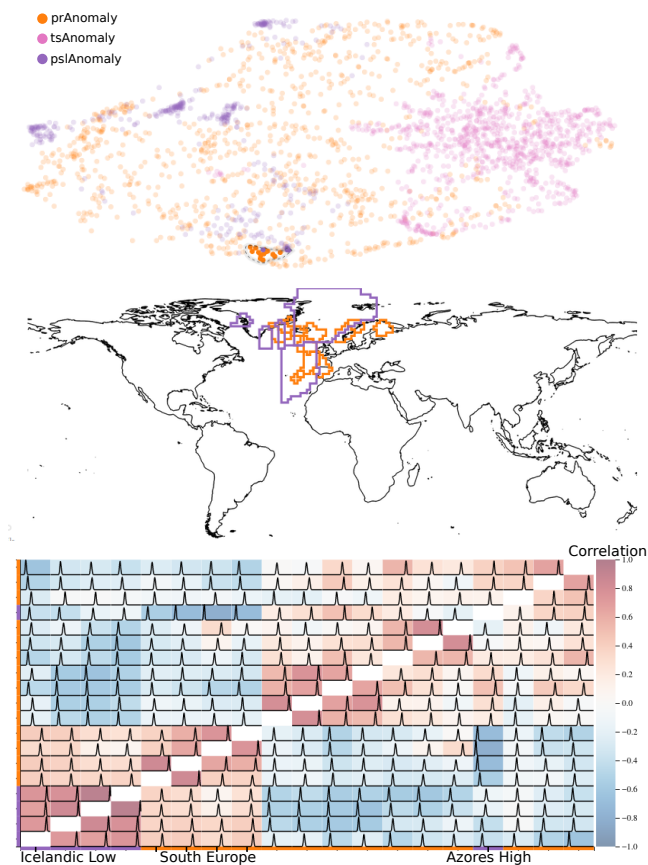 prAnomaly
tsAnomaly
pslAnomaly
Correlation
1.0
0.8
0.6
0.4
0.2
−0.0
−0.2
−0.4
−0.6
−0.8
−1.0
Icelandic Low South Europe Azores High